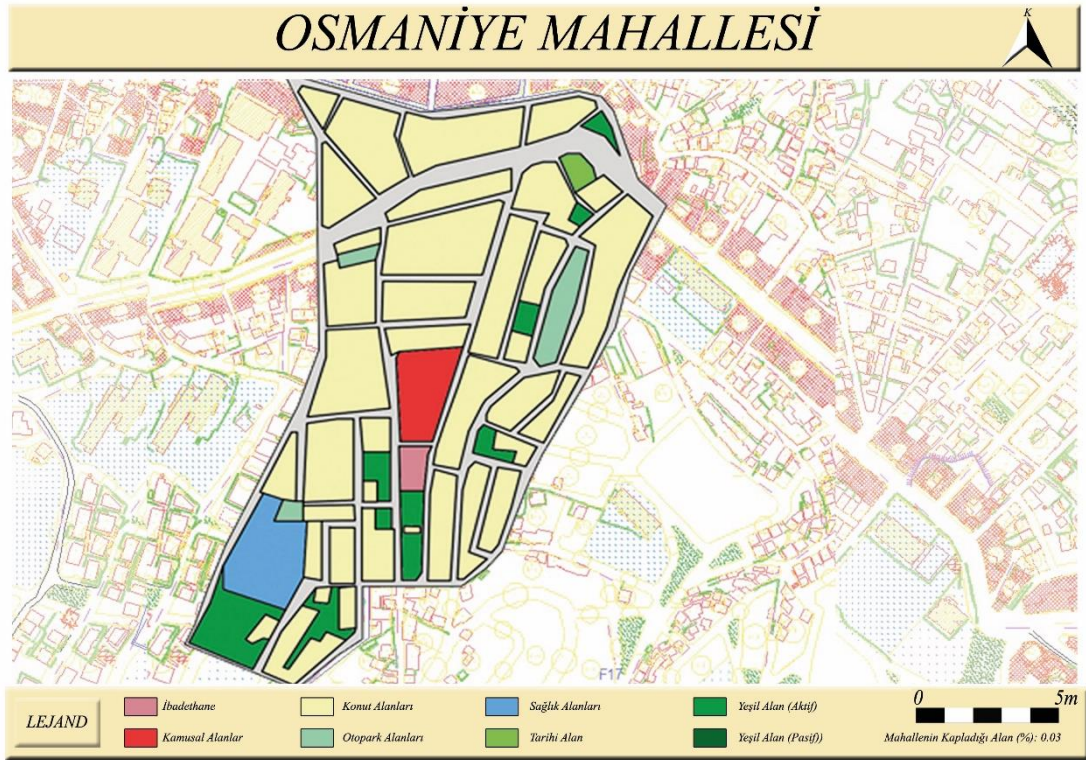 OSMANİYE MAHALLESİ
K
F17
LEJAND
İbadethane
Konut Alanları
Sağlık Alanları
Yeşil Alan (Aktif)
Kamusal Alanlar
Otopark Alanları
Tarihi Alan
Yeşil Alan (Pasif))
0 5m
Mahallenin Kapladığı Alan (%): 0.03